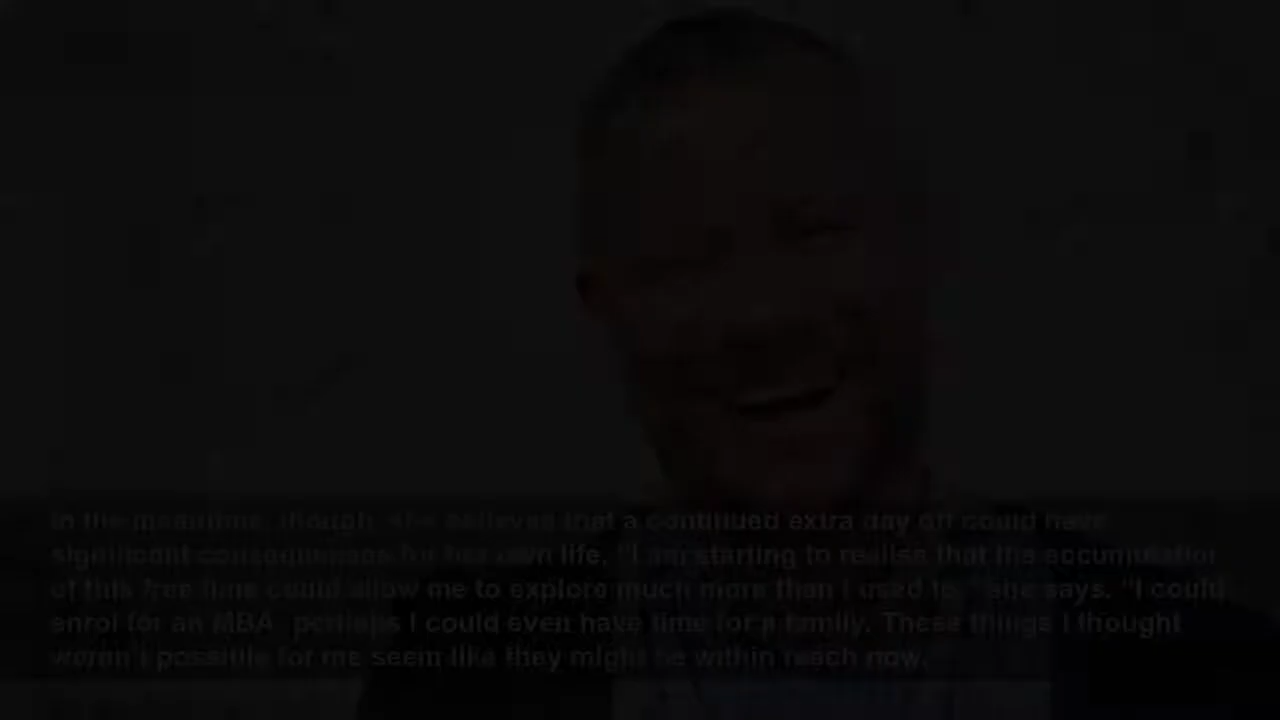 In the meantime, though, she believes that a continued extra day off could have
significant consequences for her own life. "I am starting to realise that the accumulation
of this free time could allow me to explore much more than I used to," she says. "I could
enrol for an MBA, perhaps I could even have time for a family. These things I thought
weren't possible for me seem like they might be within reach now."